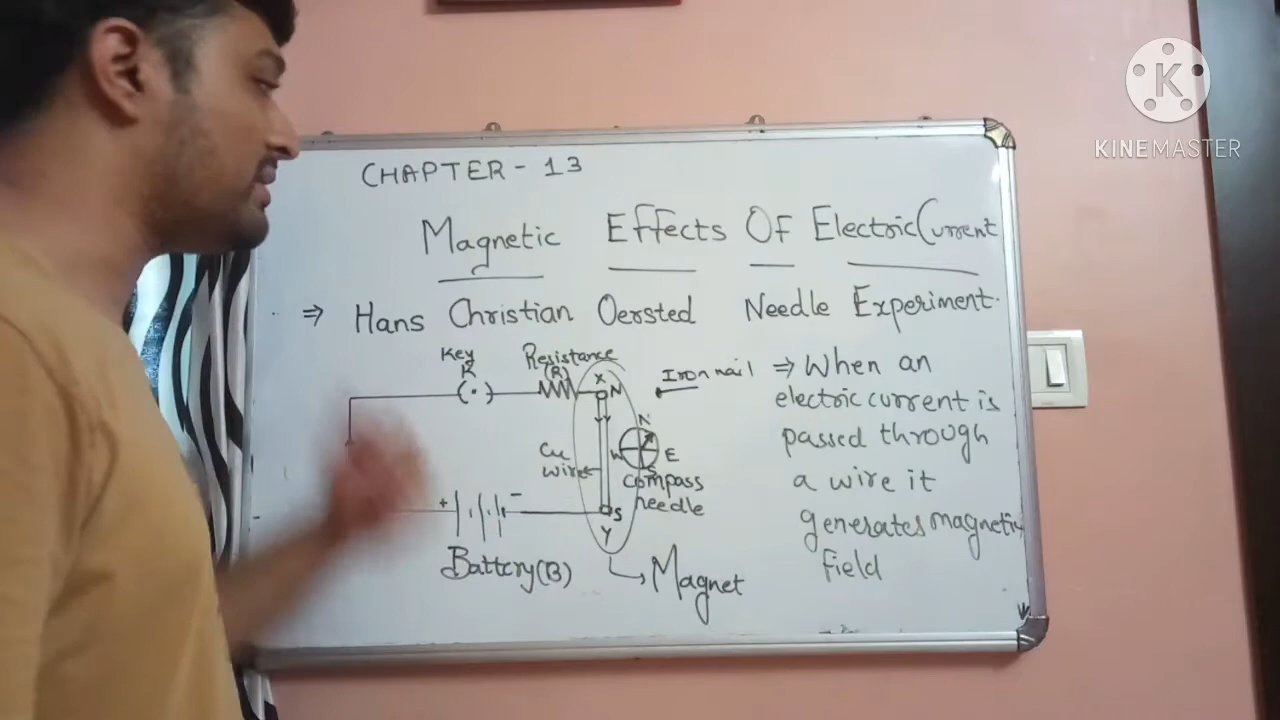 KINEMASTER
CHAPTER - 13
Magnetic Effects Of Electric Current
⇒ Hans Christian Oersted Needle Experiment.
Key
K
Resistance
(R)
X
N
Iron nail
Cu
wire
N
W
E
S
compass
needle
+
-
S
Y
Battery(B)
Magnet
⇒ When an
electric current is
passed through
a wire it
generates magnetic
field